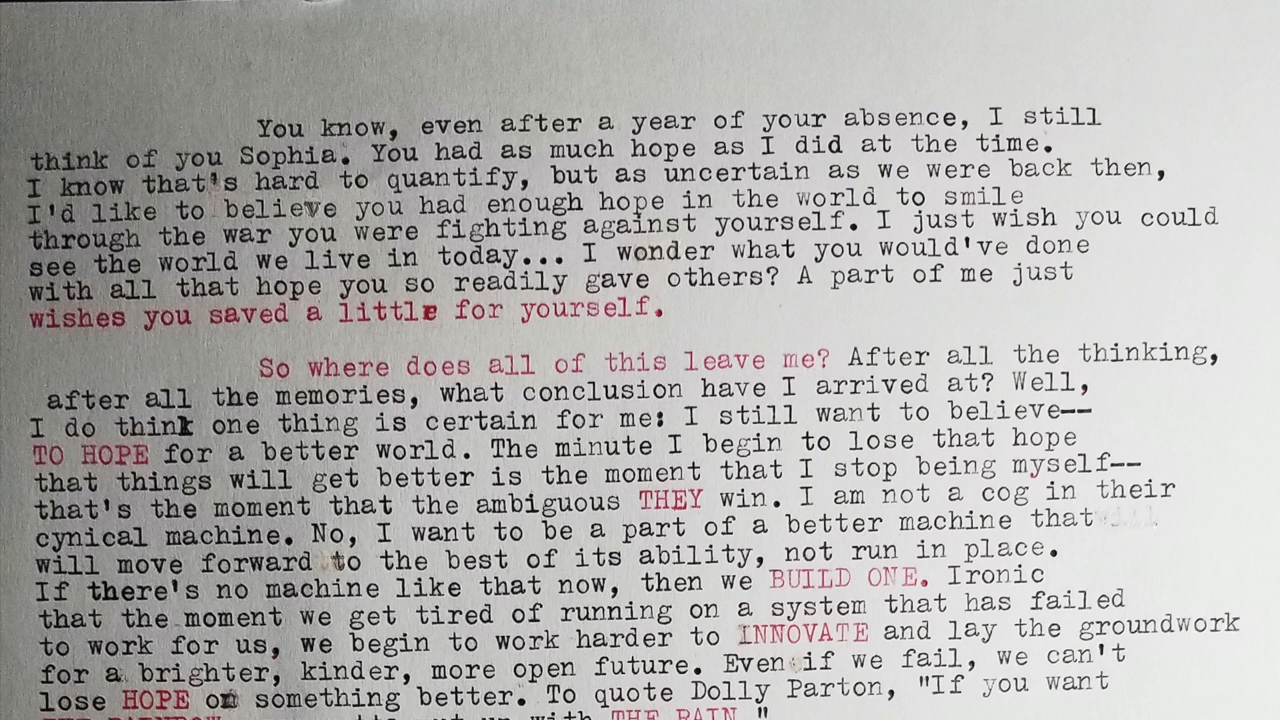 You know, even after a year of your absence, I still
think of you Sophia. You had as much hope as I did at the time.
I know that's hard to quantify, but as uncertain as we were back then,
I'd like to believe you had enough hope in the world to smile
through the war you were fighting against yourself. I just wish you could
see the world we live in today... I wonder what you would've done
with all that hope you so readily gave others? A part of me just
wishes you saved a little for yourself.
So where does all of this leave me? After all the thinking,
after all the memories, what conclusion have I arrived at? Well,
I do think one thing is certain for me: I still want to believe--
TO HOPE for a better world. The minute I begin to lose that hope
that things will get better is the moment that I stop being myself--
that's the moment that the ambiguous THEY win. I am not a cog in their
cynical machine. No, I want to be a part of a better machine that
will move forward to the best of its ability, not run in place.
If there's no machine like that now, then we BUILD ONE. Ironic
that the moment we get tired of running on a system that has failed
to work for us, we begin to work harder to INNOVATE and lay the groundwork
for a brighter, kinder, more open future. Even if we fail, we can't
lose HOPE on something better. To quote Dolly Parton, "If you want
up with THE RAIN."